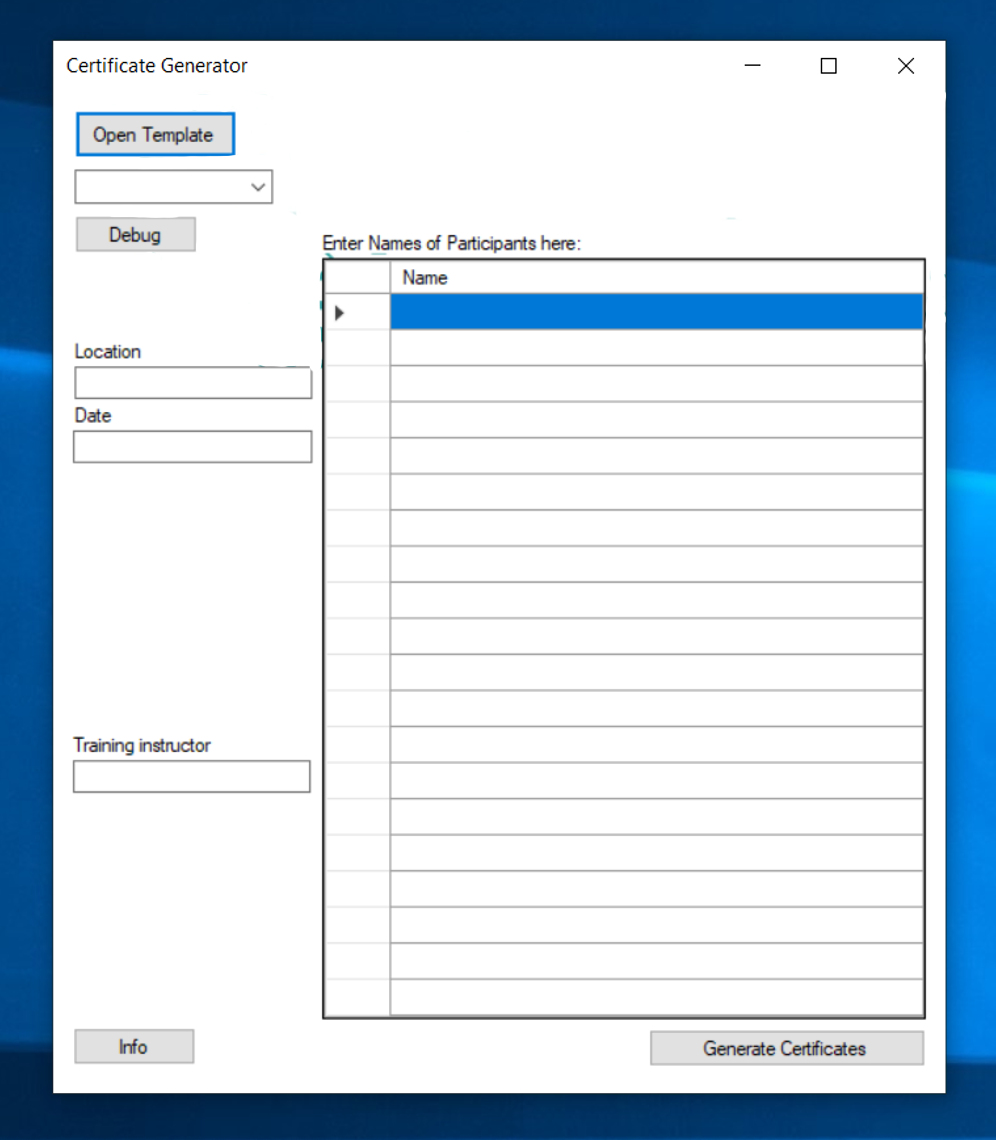 Certificate Generator
Open Template
Debug
Enter Names of Participants here:
Name
Location
Date
Training instructor
Info
Generate Certificates